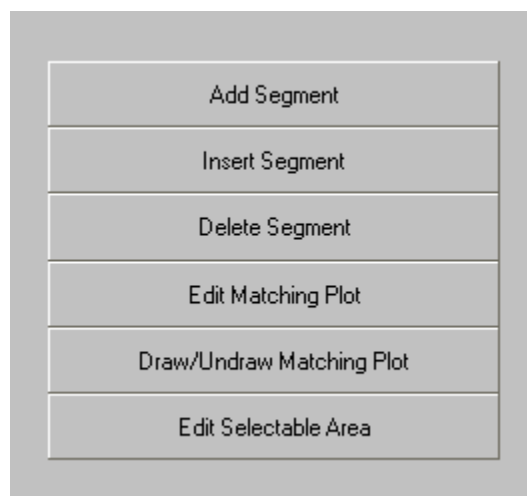 Add Segment
Insert Segment
Delete Segment
Edit Matching Plot
Draw/Undraw Matching Plot
Edit Selectable Area